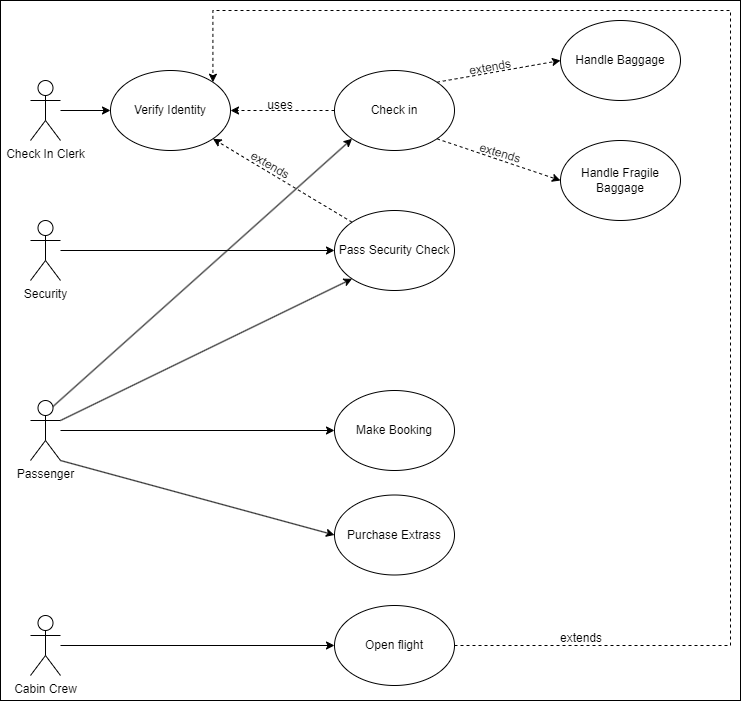 extends
Handle Baggage
Verify Identity
uses
Check in
Check In Clerk
extends
extends
Handle Fragile
Baggage
Pass Security Check
Security
Make Booking
Passenger
Purchase Extrass
Open flight
extends
Cabin Crew